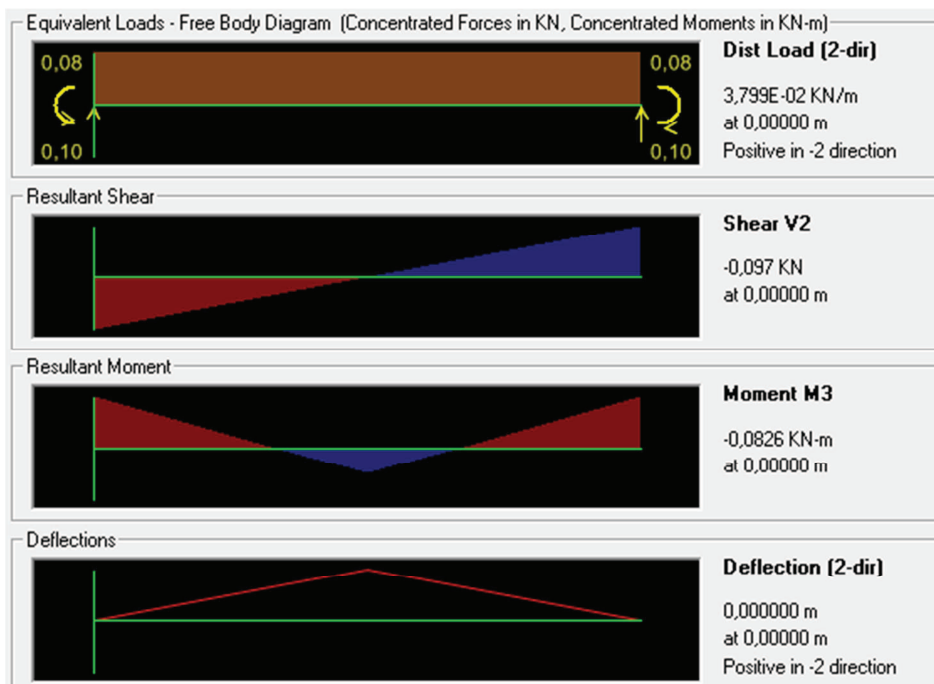 Equivalent Loads - Free Body Diagram (Concentrated Forces in KN, Concentrated Moments in KN-m)
0,08
0,08
0,10
0,10
Dist Load (2-dir)
3,799E-02 KN/m
at 0,00000 m
Positive in -2 direction
Resultant Shear
Shear V2
-0,097 KN
at 0,00000 m
Resultant Moment
Moment M3
-0,0826 KN-m
at 0,00000 m
Deflections
Deflection (2-dir)
0,000000 m
at 0,00000 m
Positive in -2 direction